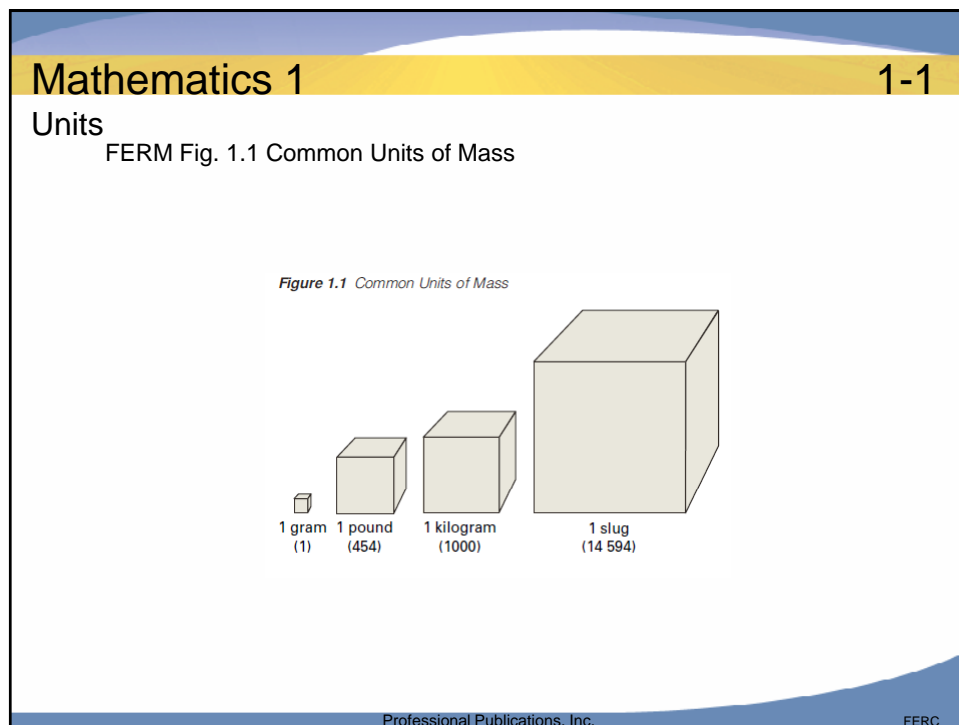 Mathematics 1 1-1
Units
FERM Fig. 1.1 Common Units of Mass
Figure 1.1 Common Units of Mass
1 gram 1 pound 1 kilogram 1 slug
(1) (454) (1000) (14 594)
Professional Publications, Inc. FERC